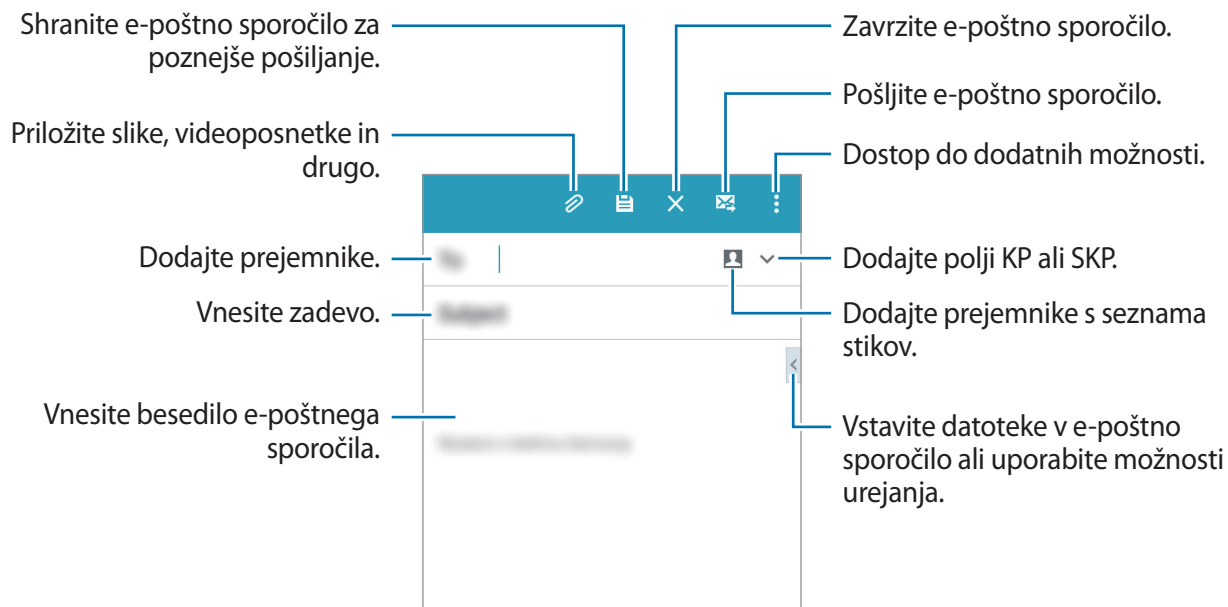 Shranite e-poštno sporočilo za
poznejše pošiljanje.
Priložite slike, videoposnetke in
drugo.
Dodajte prejemnike.
Vnesite zadevo.
Vnesite besedilo e-poštnega
sporočila.
Zavrzite e-poštno sporočilo.
Pošljite e-poštno sporočilo.
Dostop do dodatnih možnosti.
Dodajte polji KP ali SKP.
Dodajte prejemnike s seznama
stikov.
Vstavite datoteke v e-poštno
sporočilo ali uporabite možnosti
urejanja.
To
Subject